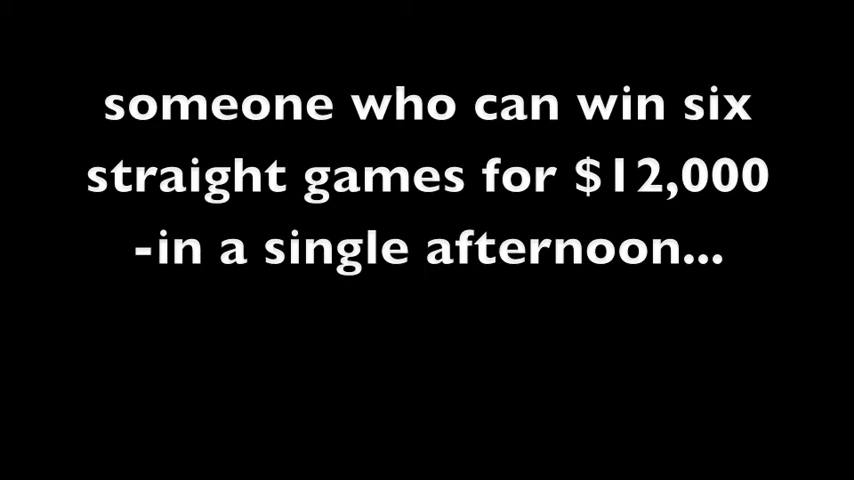 someone who can win six
straight games for $12,000
-in a single afternoon...